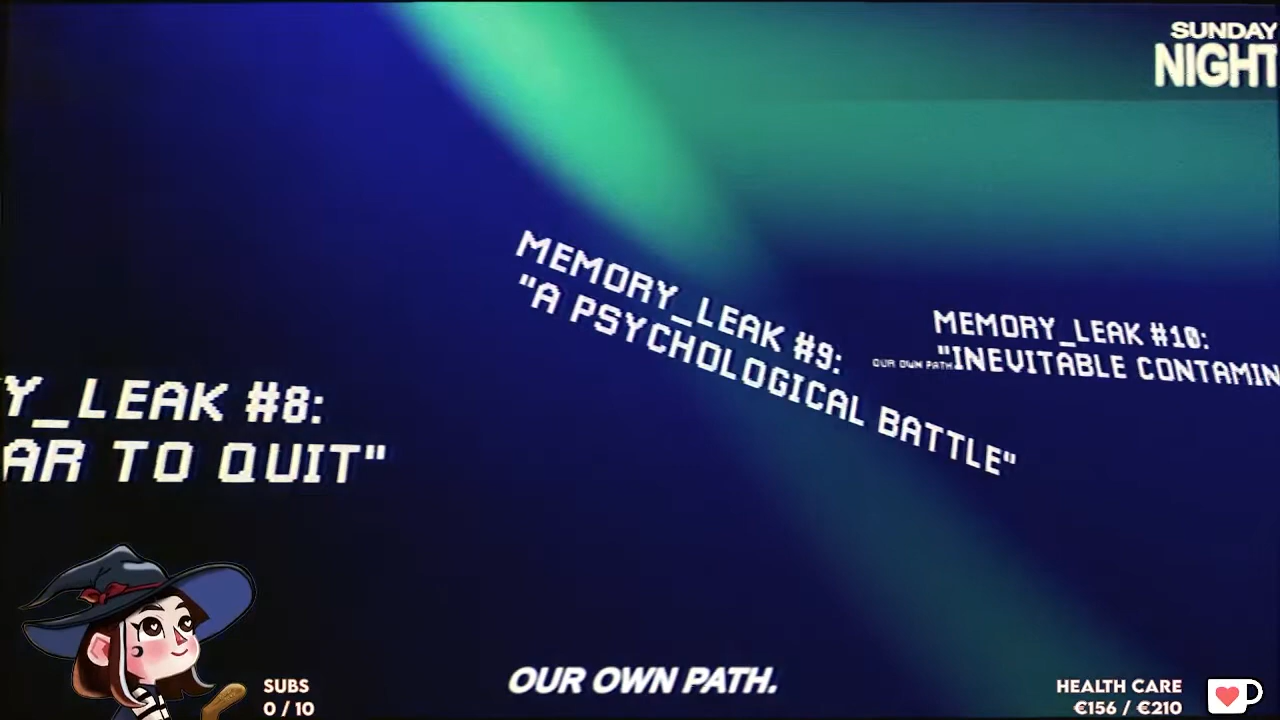 SUNDAY
NIGHT
MEMORY_LEAK #9:
"A PSYCHOLOGICAL BATTLE"
MEMORY_LEAK #10:
OUR OWN PATH
"INEVITABLE CONTAMIN
Y_LEAK #8:
AR TO QUIT"
OUR OWN PATH.
SUBS
0 / 10
HEALTH CARE
€156 / €210